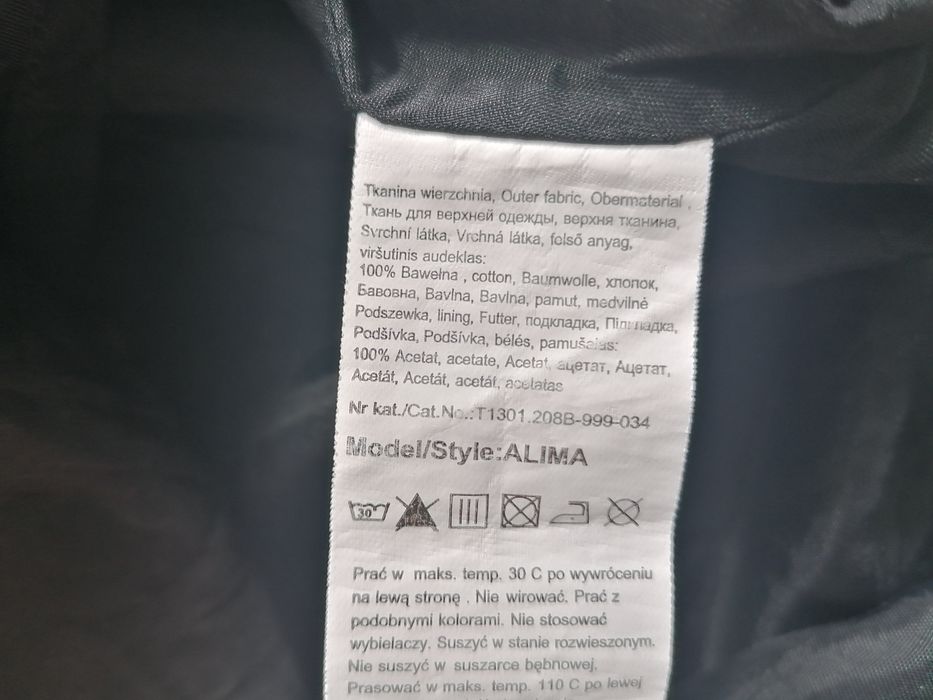 Tkanina wierzchnia, Outer fabric, Obermaterial ,
Ткань для верхней одежды, верхня тканина,
Svrchní látka, Vrchná látka, felső anyag,
viršutinis audeklas:
100% Bawełna , cotton, Baumwolle, хлопок,
Бавовна, Bavlna, Bavlna, pamut, medvilnė
Podszewka, lining, Futter, подкладка, Підкладка,
Podšívka, Podšívka, bélés, pamušalas:
100% Acetat, acetate, Acetat, ацетат, Ацетат,
Acetát, Acetát, acetát, acetatas
Nr kat./Cat.No.:T1301.208B-999-034
Model/Style:ALIMA
30
Prać w maks. temp. 30 C po wywróceniu
na lewą stronę . Nie wirować. Prać z
podobnymi kolorami. Nie stosować
wybielaczy. Suszyć w stanie rozwieszonym.
Nie suszyć w suszarce bębnowej.
Prasować w maks. temp. 110 C po lewej